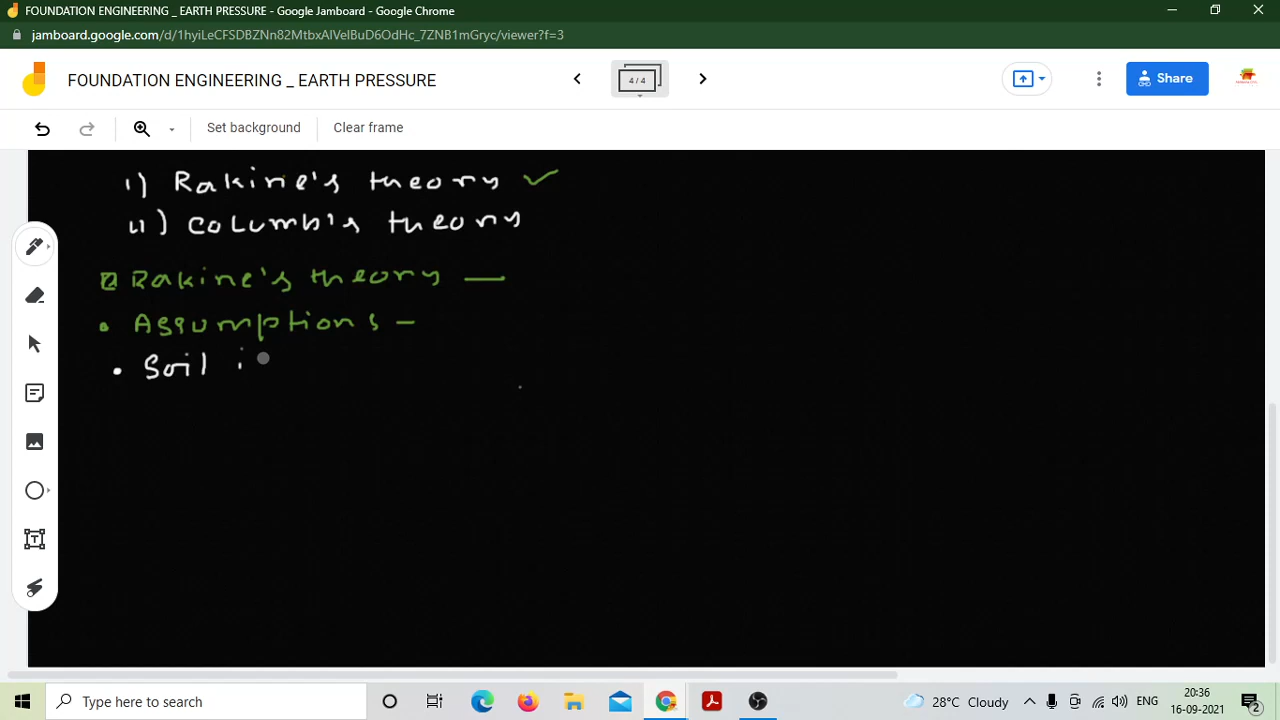 FOUNDATION ENGINEERING _ EARTH PRESSURE - Google Jamboard - Google Chrome
jamboard.google.com/d/1hyiLeCFSDBZNn82MtbxAlVelBuD6OdHc_7ZNB1mGryc/viewer?f=3
FOUNDATION ENGINEERING _ EARTH PRESSURE
4 / 4
Share
Set background
Clear frame
i) Rakine's theory ✓
ii) Columb's theory
Rakine's theory —
• Assumptions -
• Soil i
Type here to search
28°C Cloudy
ENG
20:36
16-09-2021
2